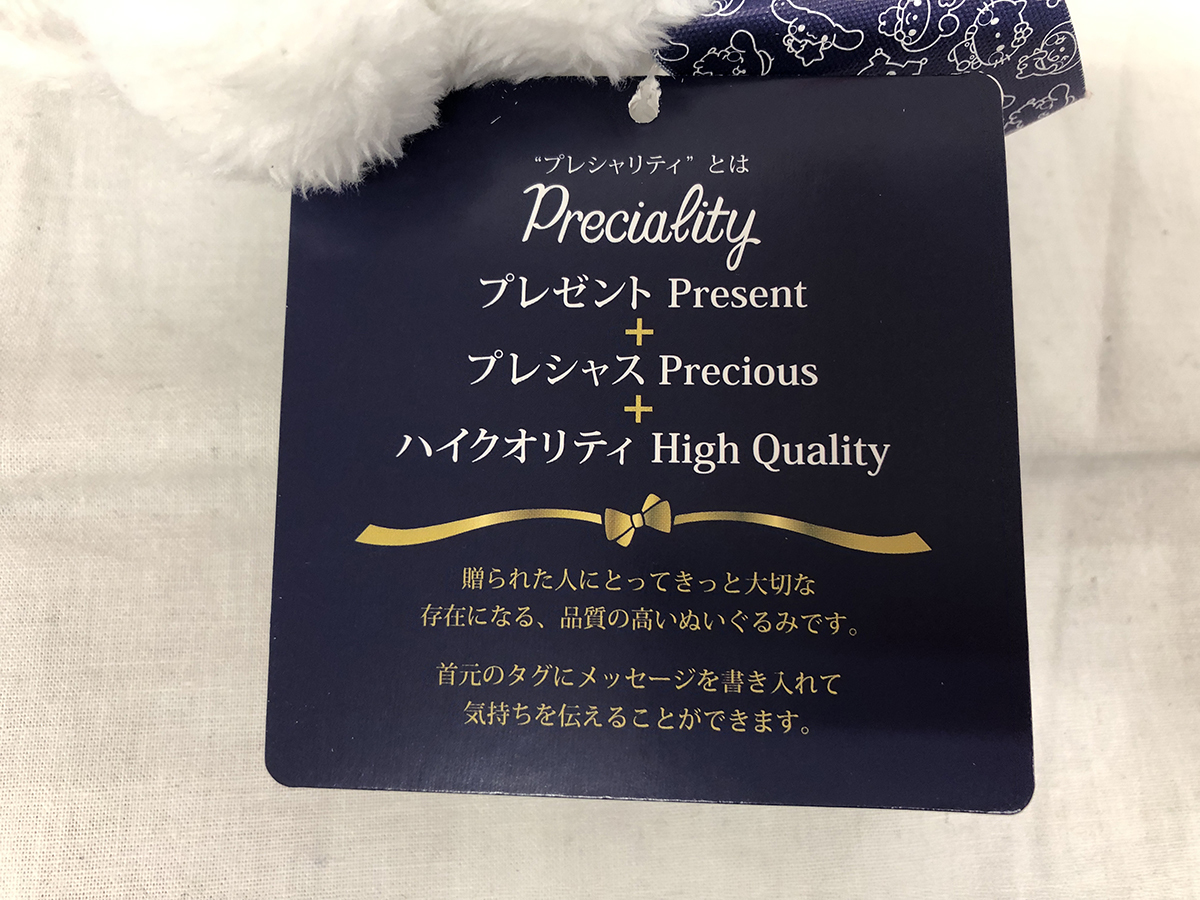 “プレシャリティ”とは
Preciality
プレゼント Present
+
プレシャス Precious
+
ハイクオリティ High Quality
贈られた人にとってきっと大切な
存在になる、品質の高いぬいぐるみです。
首元のタグにメッセージを書き入れて
気持ちを伝えることができます。